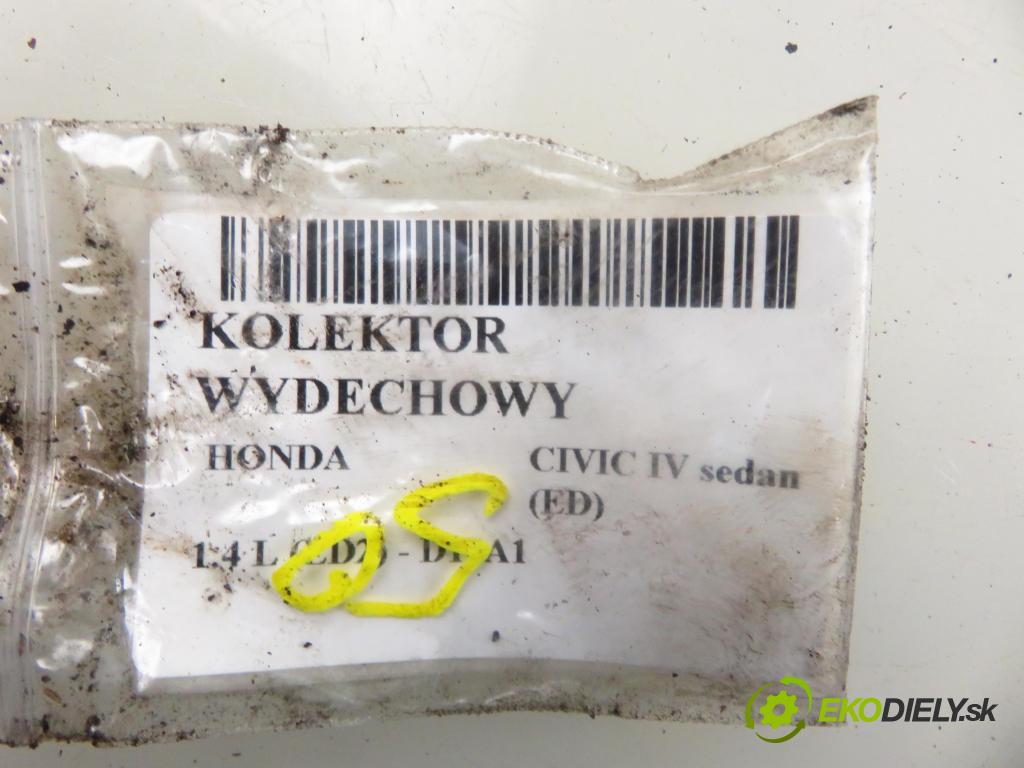 KOLEKTOR
WYDECHOWY
HONDA CIVIC IV sedan
(ED)
1.4 L -
05
EKODIELY.sk